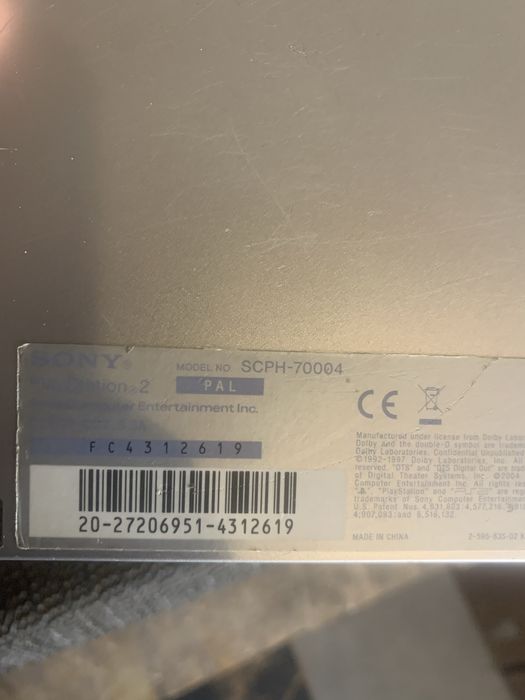 SONY®
MODEL NO. SCPH-70004
PlayStation®2
PAL
Computer Entertainment Inc.
FC4312619
20-27206951-4312619
CE
Manufactured under license from Dolby
Dolby and the double-D symbol are
Dolby Laboratories. Confidential Unpublished
©1992-1997 Dolby Laboratories, Inc. All
reserved. "DTS" and "DTS Digital Out" are
of Digital Theater Systems, Inc. ©2004
Computer Entertainment Inc. All rights
"PlayStation" and are
trademarks of Sony Computer Entertainment
U.S. Patent Nos.
and
MADE IN CHINA